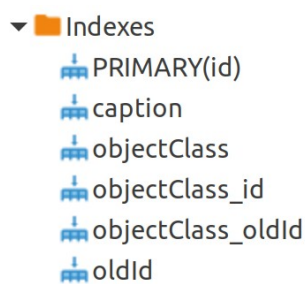 Indexes
PRIMARY(id)
caption
objectClass
objectClass_id
objectClass_oldId
oldId